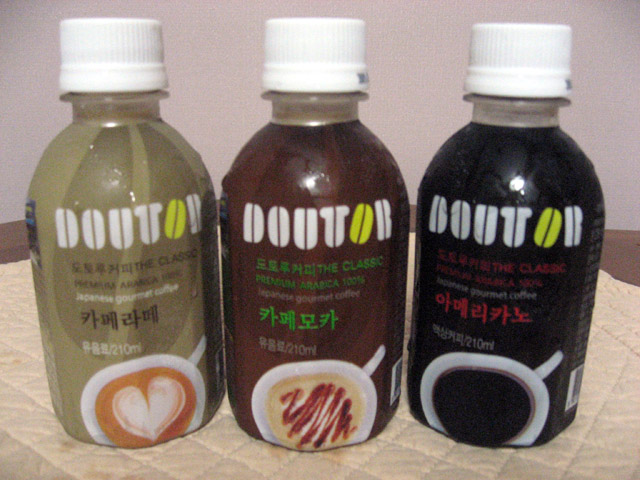 DOUTOR
도토루커피 THE CLASSIC
PREMIUM ARABICA 100%
Japanese gourmet coffee
카페라떼
유음료/210ml
DOUTOR
도토루커피 THE CLASSIC
PREMIUM ARABICA 100%
Japanese gourmet coffee
카페모카
유음료/210ml
DOUTOR
도토루커피 THE CLASSIC
PREMIUM ARABICA 100%
Japanese gourmet coffee
아메리카노
액상커피/210ml